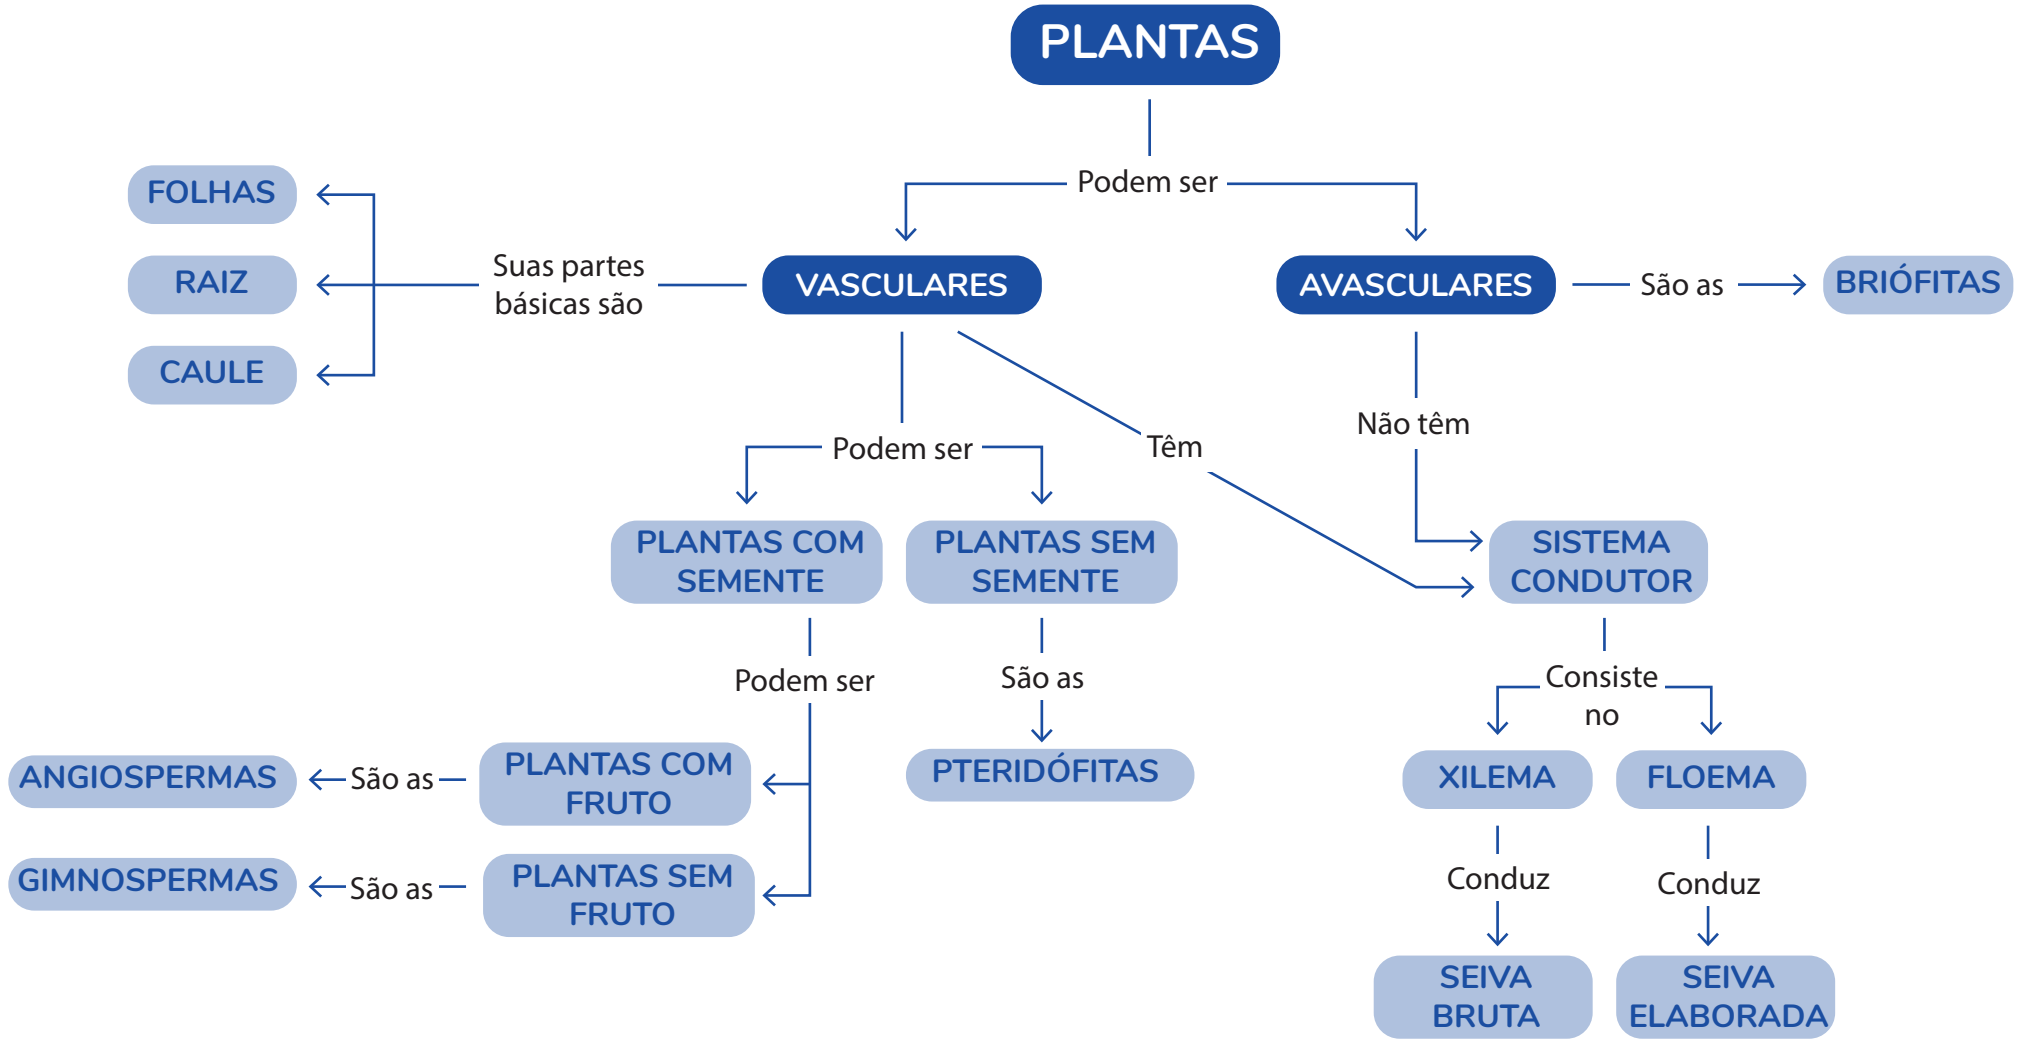 PLANTAS
Podem ser
FOLHAS
RAIZ
CAULE
Suas partes
básicas são
VASCULARES
AVASCULARES
São as
BRIÓFITAS
Podem ser
Têm
Não têm
PLANTAS COM
SEMENTE
PLANTAS SEM
SEMENTE
SISTEMA
CONDUTOR
Podem ser
São as
Consiste
no
ANGIOSPERMAS
São as
PLANTAS COM
FRUTO
PTERIDÓFITAS
XILEMA
FLOEMA
GIMNOSPERMAS
São as
PLANTAS SEM
FRUTO
Conduz
Conduz
SEIVA
BRUTA
SEIVA
ELABORADA